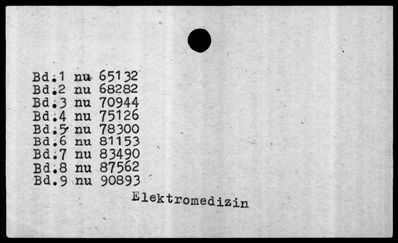 Bd.1 nu 65132
Bd.2 nu 68282
Bd.3 nu 70944
Bd.4 nu 75126
Bd.5 nu 78300
Bd.6 nu 81153
Bd.7 nu 83490
Bd.8 nu 87562
Bd.9 nu 90893
Elektromedizin